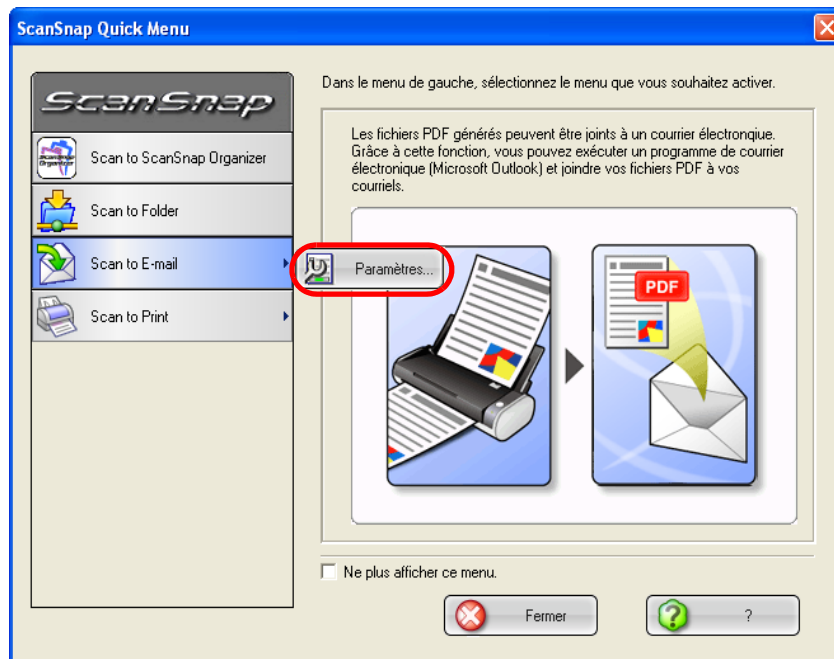 ScanSnap Quick Menu
ScanSnap
Dans le menu de gauche, sélectionnez le menu que vous souhaitez activer.
Les fichiers PDF générés peuvent être joints à un courrier électronqiue.
Grâce à cette fonction, vous pouvez exécuter un programme de courrier
électronique (Microsoft Outlook) et joindre vos fichiers PDF à vos
courriels.
Scan to ScanSnap Organizer
Scan to Folder
Scan to E-mail
Paramètres...
Scan to Print
PDF
Ne plus afficher ce menu.
Fermer
?